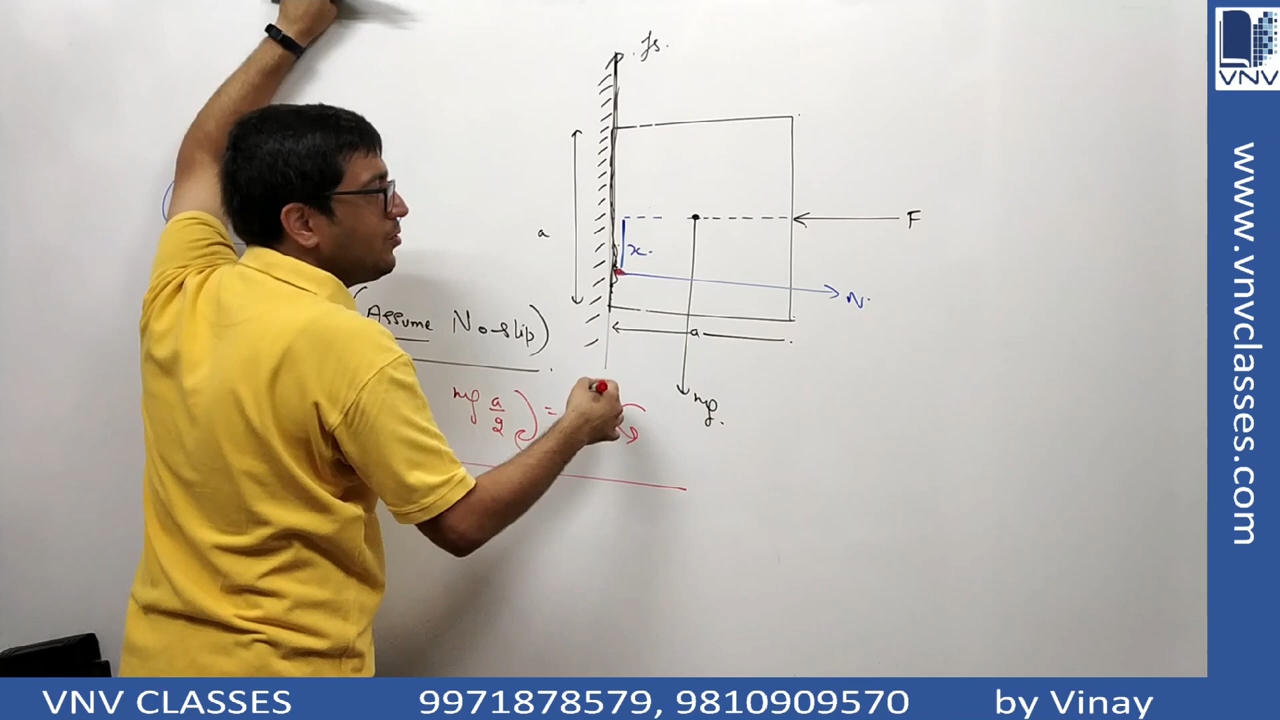 VNV
fs.
a
F
x.
N.
(Assume No-slip)
a
mg a/2 ) =
mg.
www.vnvclasses.com
VNV CLASSES 9971878579, 9810909570 by Vinay